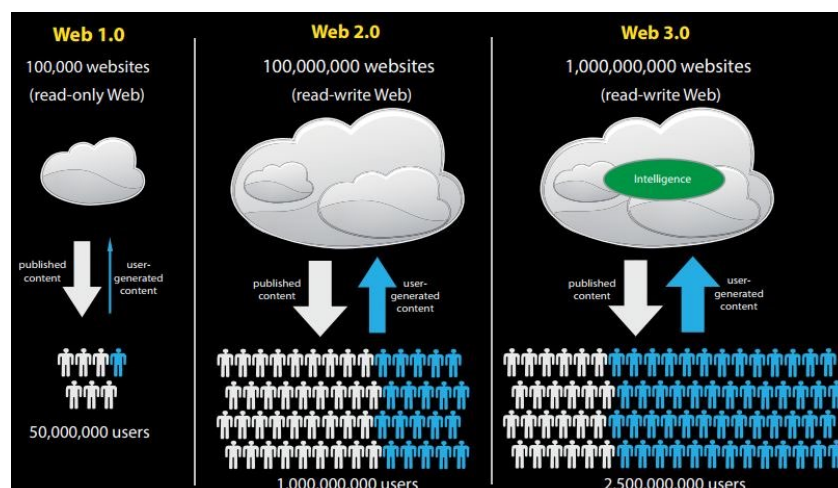 Web 1.0
100,000 websites
(read-only Web)
published
content
user-
generated
content
50,000,000 users
Web 2.0
100,000,000 websites
(read-write Web)
published
content
user-
generated
content
1,000,000,000 users
Web 3.0
1,000,000,000 websites
(read-write Web)
Intelligence
published
content
user-
generated
content
2,500,000,000 users